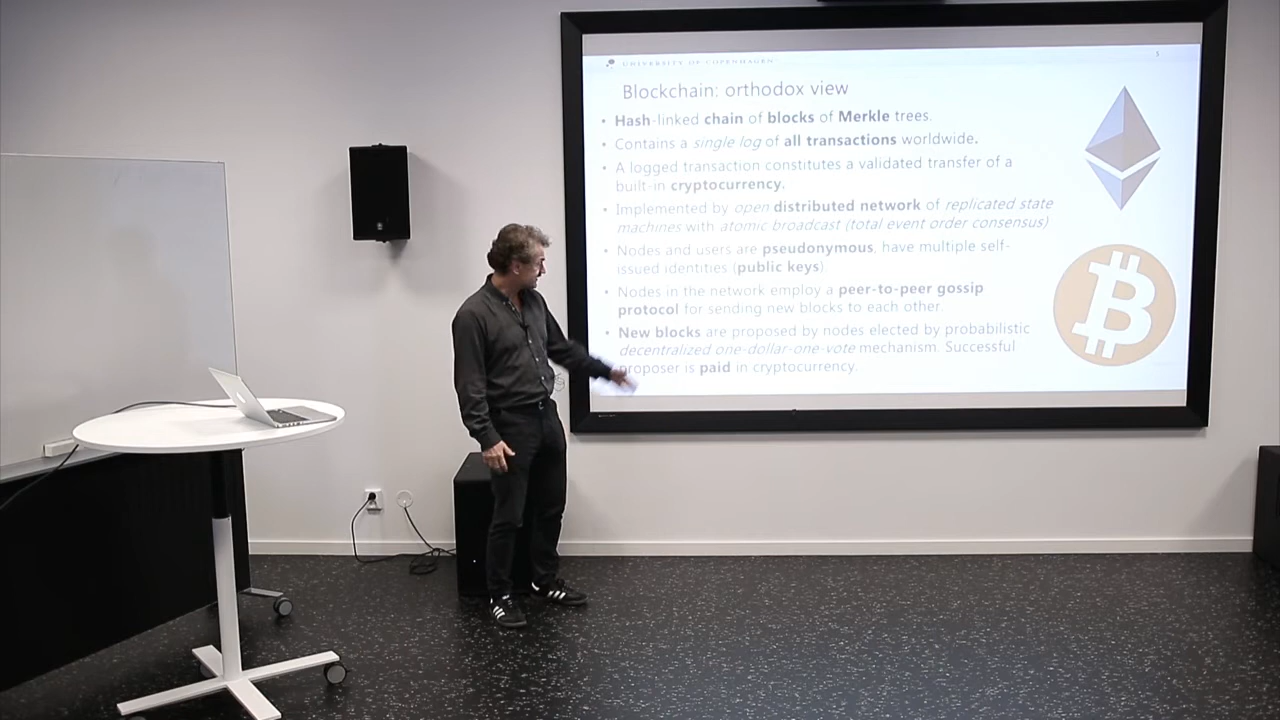 UNIVERSITY OF COPENHAGEN
5
Blockchain: orthodox view
• Hash-linked chain of blocks of Merkle trees.
• Contains a single log of all transactions worldwide.
• A logged transaction constitutes a validated transfer of a
built-in cryptocurrency.
• Implemented by open distributed network of replicated state
machines with atomic broadcast (total event order consensus)
• Nodes and users are pseudonymous, have multiple self-
issued identities (public keys).
• Nodes in the network employ a peer-to-peer gossip
protocol for sending new blocks to each other.
• New blocks are proposed by nodes elected by probabilistic
decentralized one-dollar-one-vote mechanism. Successful
proposer is paid in cryptocurrency.